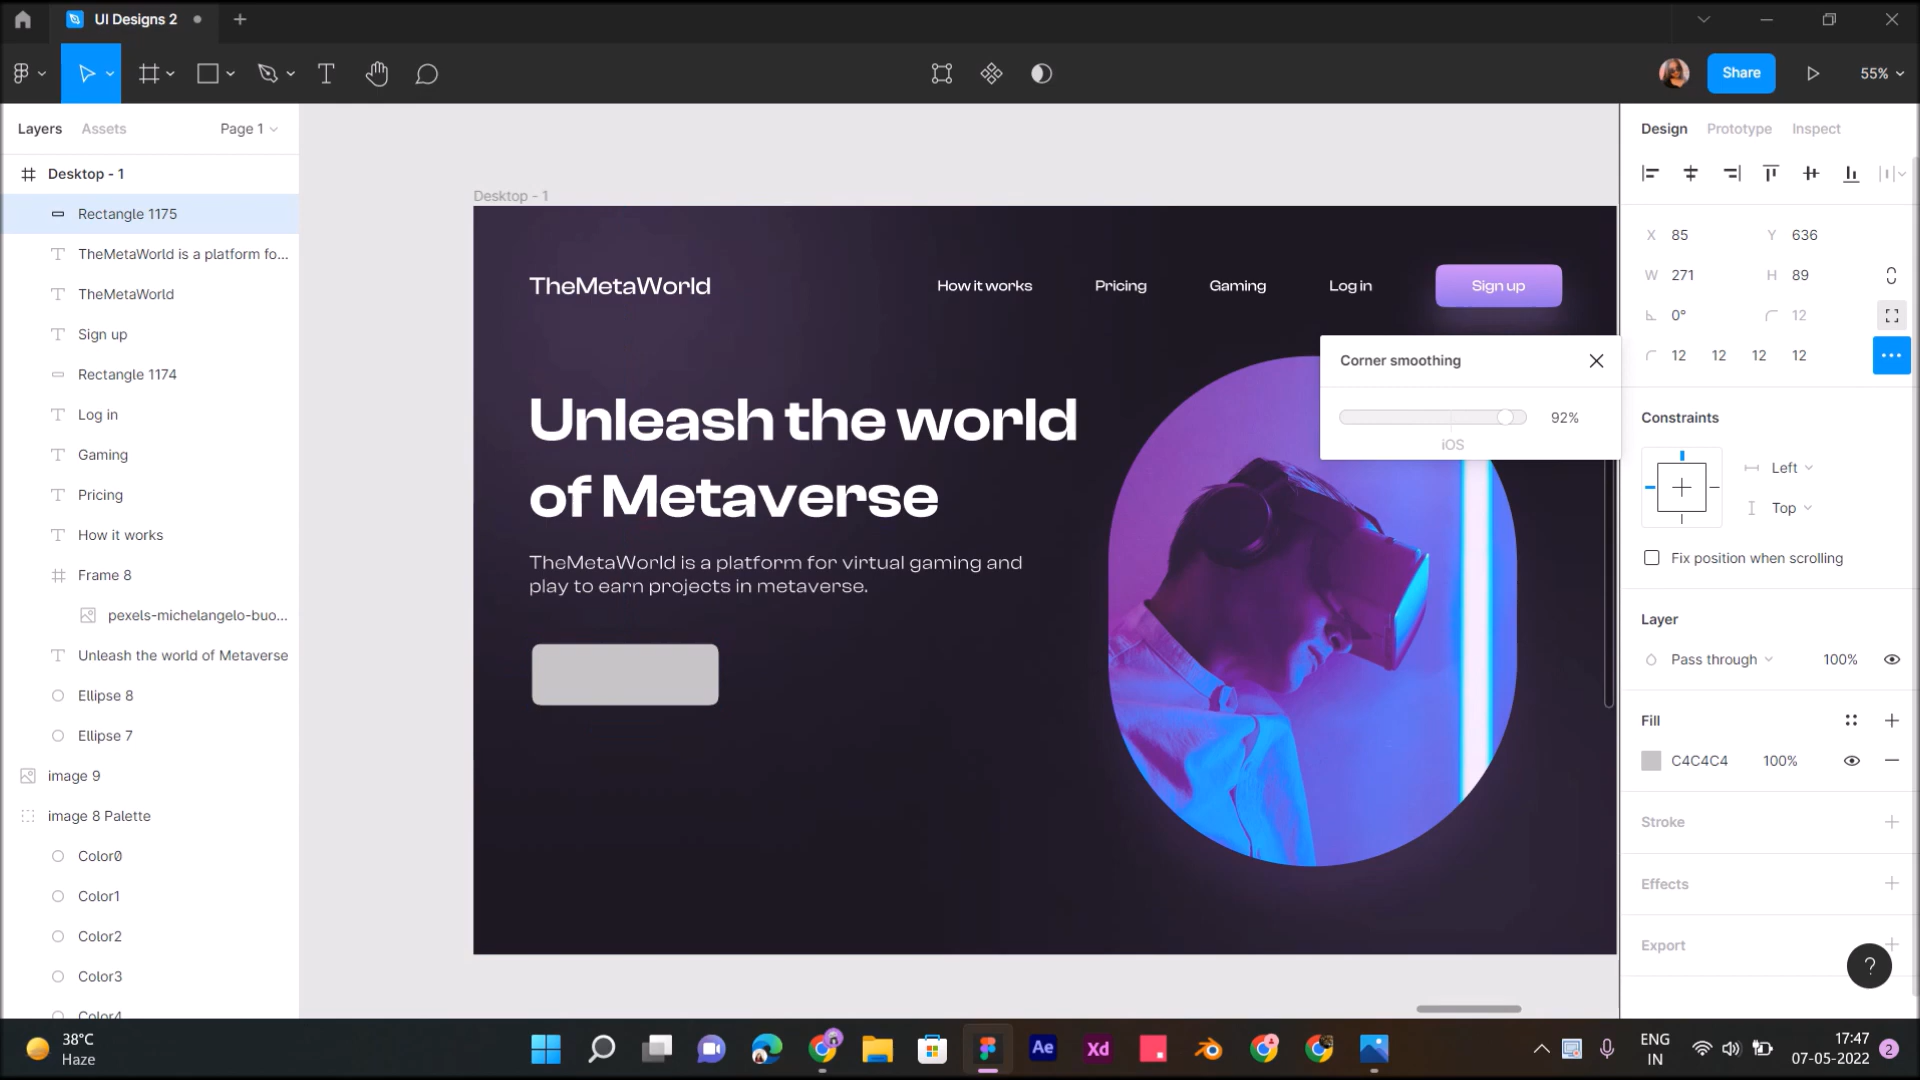 UI Designs 2
Share
55%
Layers
Assets
Page 1
Desktop - 1
Rectangle 1175
TheMetaWorld is a platform fo...
TheMetaWorld
Sign up
Rectangle 1174
Log in
Gaming
Pricing
How it works
Frame 8
pexels-michelangelo-buo...
Unleash the world of Metaverse
Ellipse 8
Ellipse 7
image 9
image 8 Palette
Color0
Color1
Color2
Color3
Color4
Desktop - 1
TheMetaWorld
How it works
Pricing
Gaming
Log in
Sign up
Unleash the world
of Metaverse
TheMetaWorld is a platform for virtual gaming and
play to earn projects in metaverse.
Corner smoothing
92%
iOS
Design
Prototype
Inspect
X 85
Y 636
W 271
H 89
0°
12
12 12 12 12
Constraints
Left
Top
Fix position when scrolling
Layer
Pass through
100%
Fill
C4C4C4
100%
Stroke
Effects
Export
?
38°C
Haze
Ae
Xd
ENG
IN
17:47
07-05-2022
2